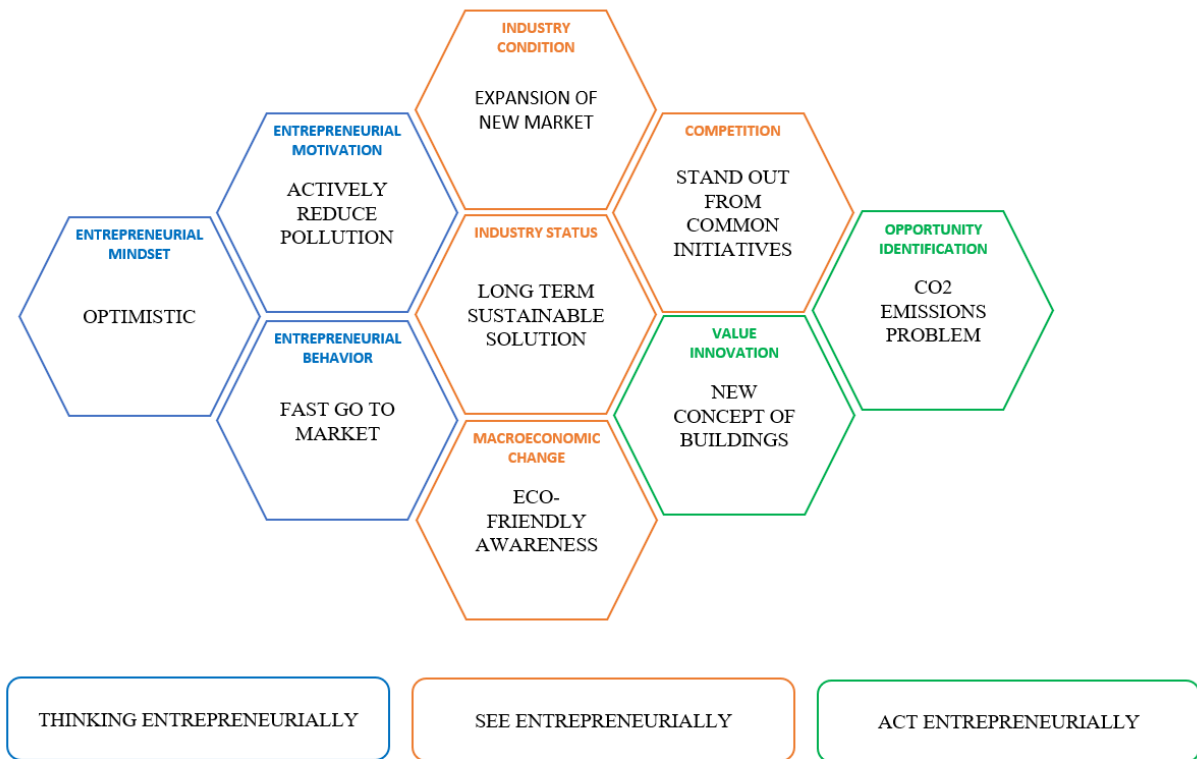 INDUSTRY
CONDITION
EXPANSION OF
NEW MARKET
ENTREPRENEURIAL
MOTIVATION
ACTIVELY
REDUCE
POLLUTION
COMPETITION
STAND OUT
FROM
COMMON
INITIATIVES
ENTREPRENEURIAL
MINDSET
OPTIMISTIC
INDUSTRY STATUS
LONG TERM
SUSTAINABLE
SOLUTION
OPPORTUNITY
IDENTIFICATION
CO2
EMISSIONS
PROBLEM
ENTREPRENEURIAL
BEHAVIOR
FAST GO TO
MARKET
VALUE
INNOVATION
NEW
CONCEPT OF
BUILDINGS
MACROECONOMIC
CHANGE
ECO-
FRIENDLY
AWARENESS
THINKING ENTREPRENEURIALLY
SEE ENTREPRENEURIALLY
ACT ENTREPRENEURIALLY